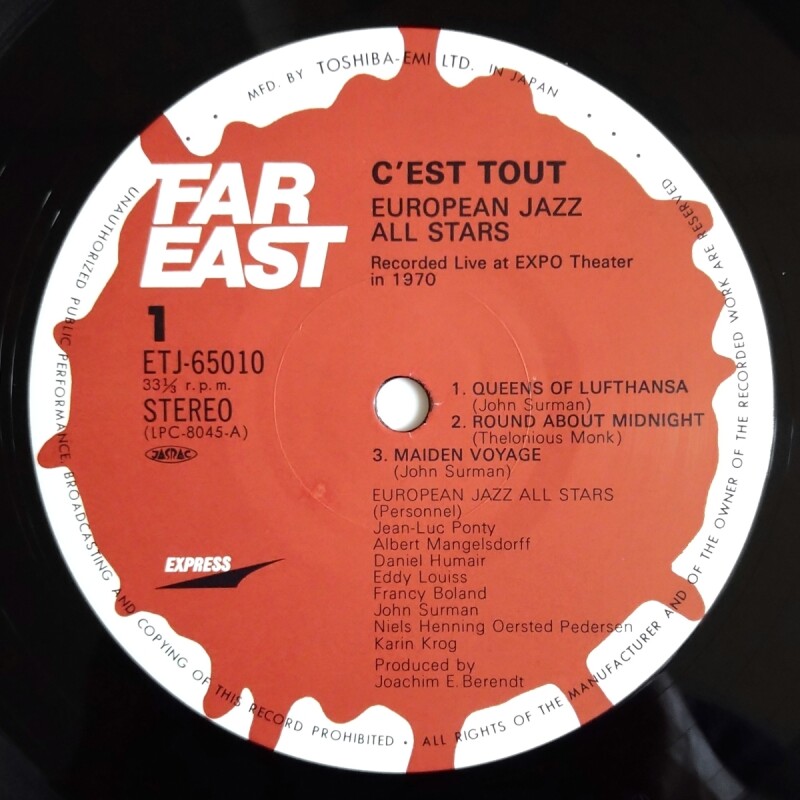 MFD. BY TOSHIBA-EMI LTD. IN JAPAN
FAR
EAST
C'EST TOUT
EUROPEAN JAZZ
ALL STARS
Recorded Live at EXPO Theater
in 1970
1
ETJ-65010
33⅓ r.p.m.
STEREO
(LPC-8045-A)
JASRAC
1. QUEENS OF LUFTHANSA
(John Surman)
2. ROUND ABOUT MIDNIGHT
(Thelonious Monk)
3. MAIDEN VOYAGE
(John Surman)
EUROPEAN JAZZ ALL STARS
(Personnel)
Jean-Luc Ponty
Albert Mangelsdorff
Daniel Humair
Eddy Louiss
Francy Boland
John Surman
Niels Henning Oersted Pedersen
Karin Krog
Produced by
Joachim E. Berendt
EXPRESS
UNAUTHORIZED PUBLIC PERFORMANCE BROADCASTING AND COPYING OF THIS RECORD PROHIBITED • ALL RIGHTS OF THE MANUFACTURER AND OF THE OWNER OF THE RECORDED WORK ARE RESERVED